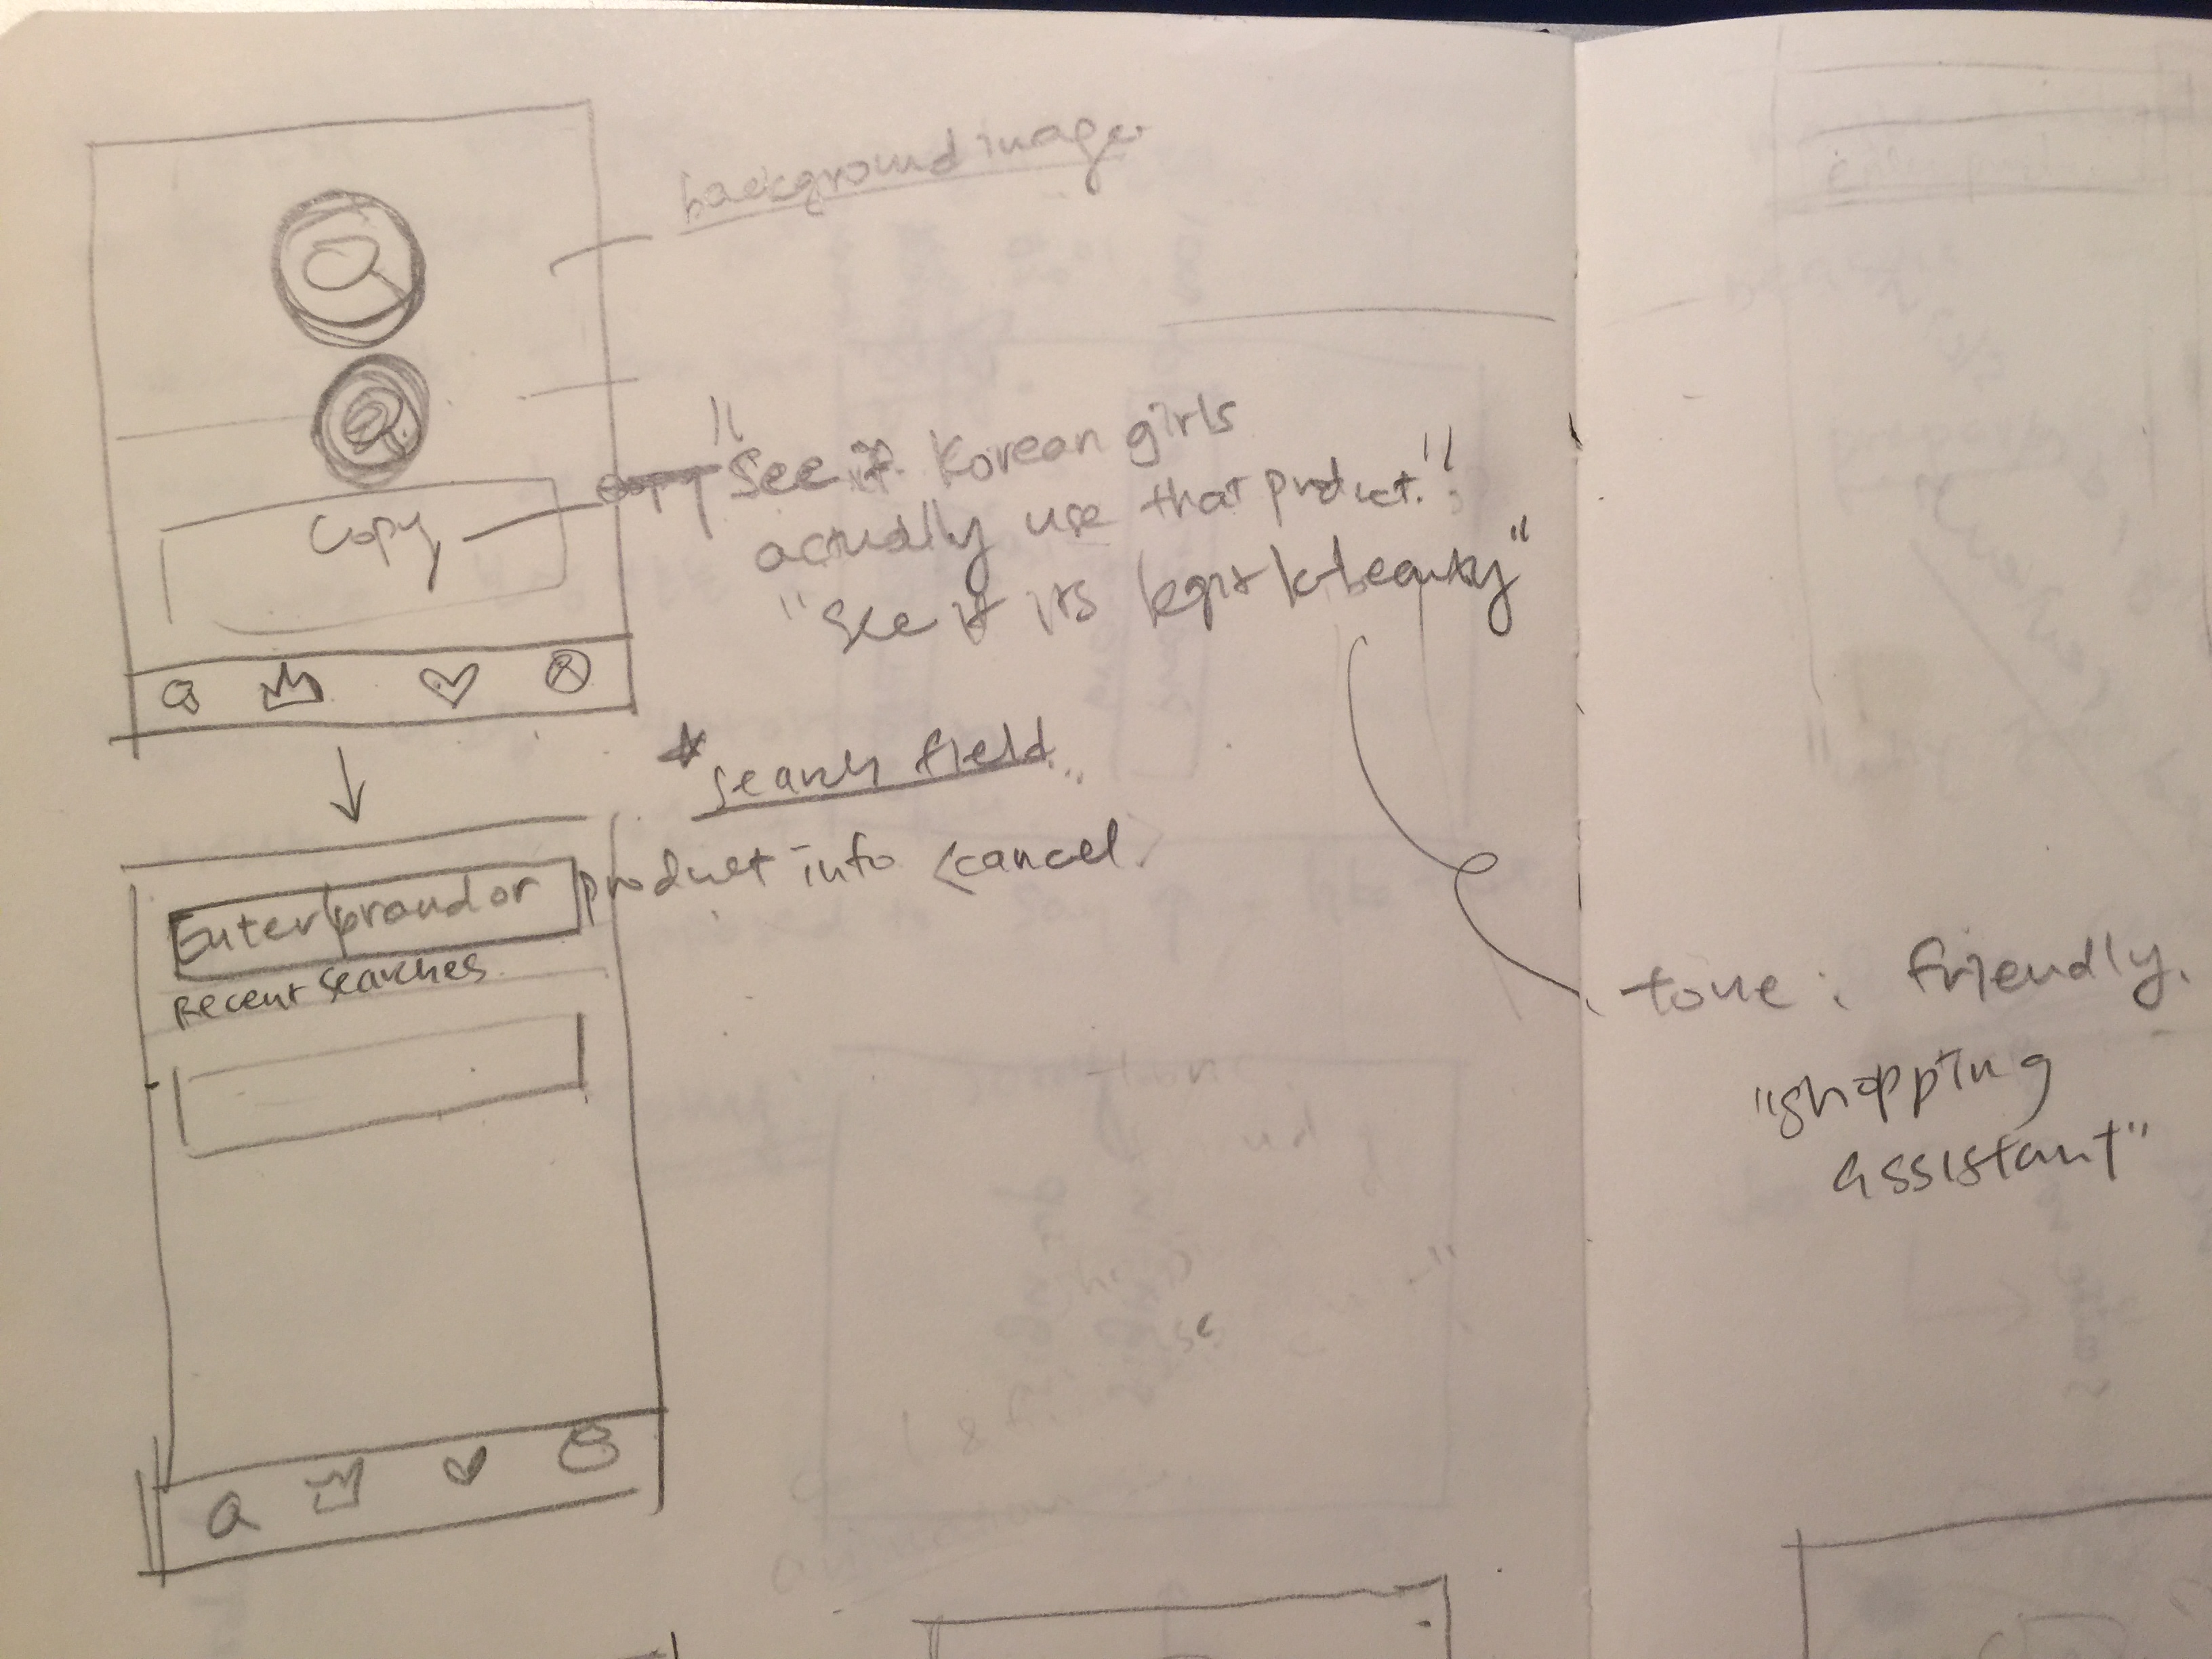 background image
"See if Korean girls
actually use that product."
"See if its legit k-beauty"
Copy
* search field
Enter brand or product info <cancel.
Recent Searches
tone: friendly.
"shopping
assistant"